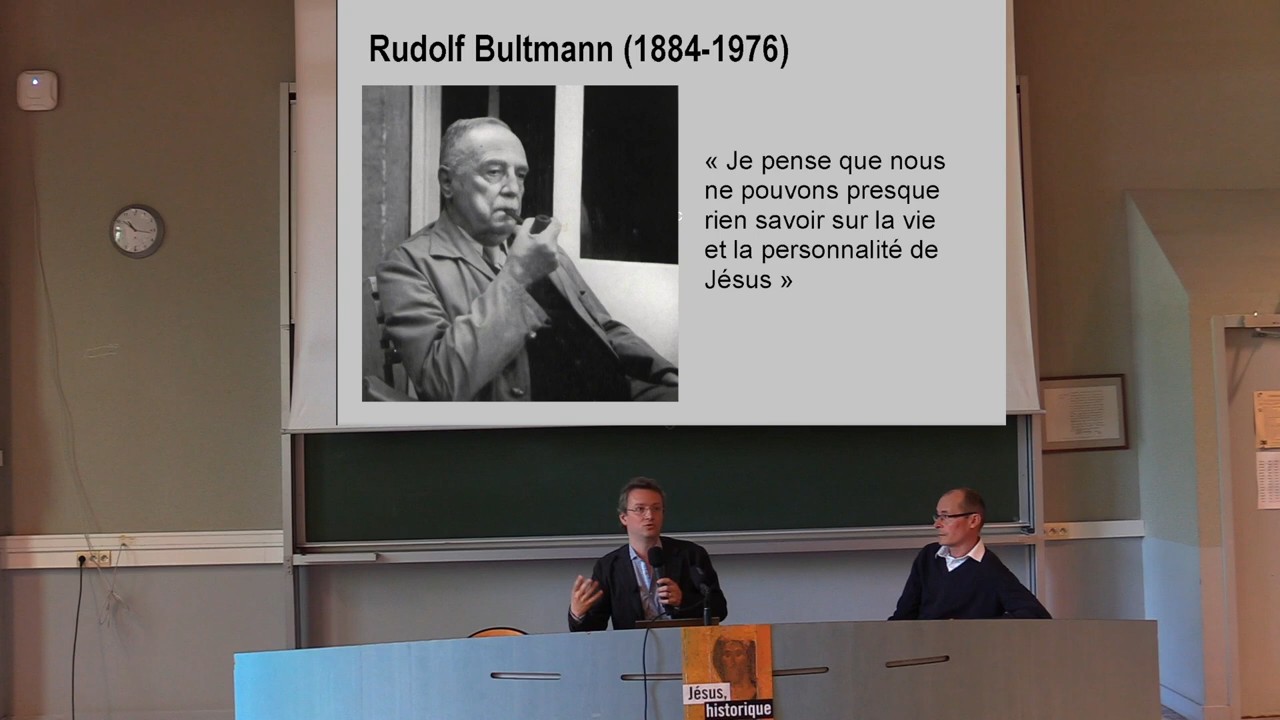 Rudolf Bultmann (1884-1976)
« Je pense que nous
ne pouvons presque
rien savoir sur la vie
et la personnalité de
Jésus »
Jésus,
historique